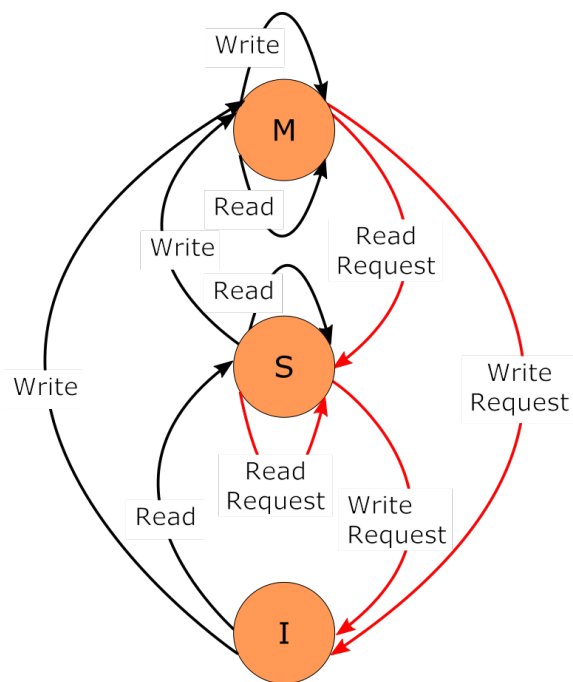 Write
M
Read
Read
Request
Write
Read
S
Write
Write
Request
Read
Request
Write
Request
Read
I